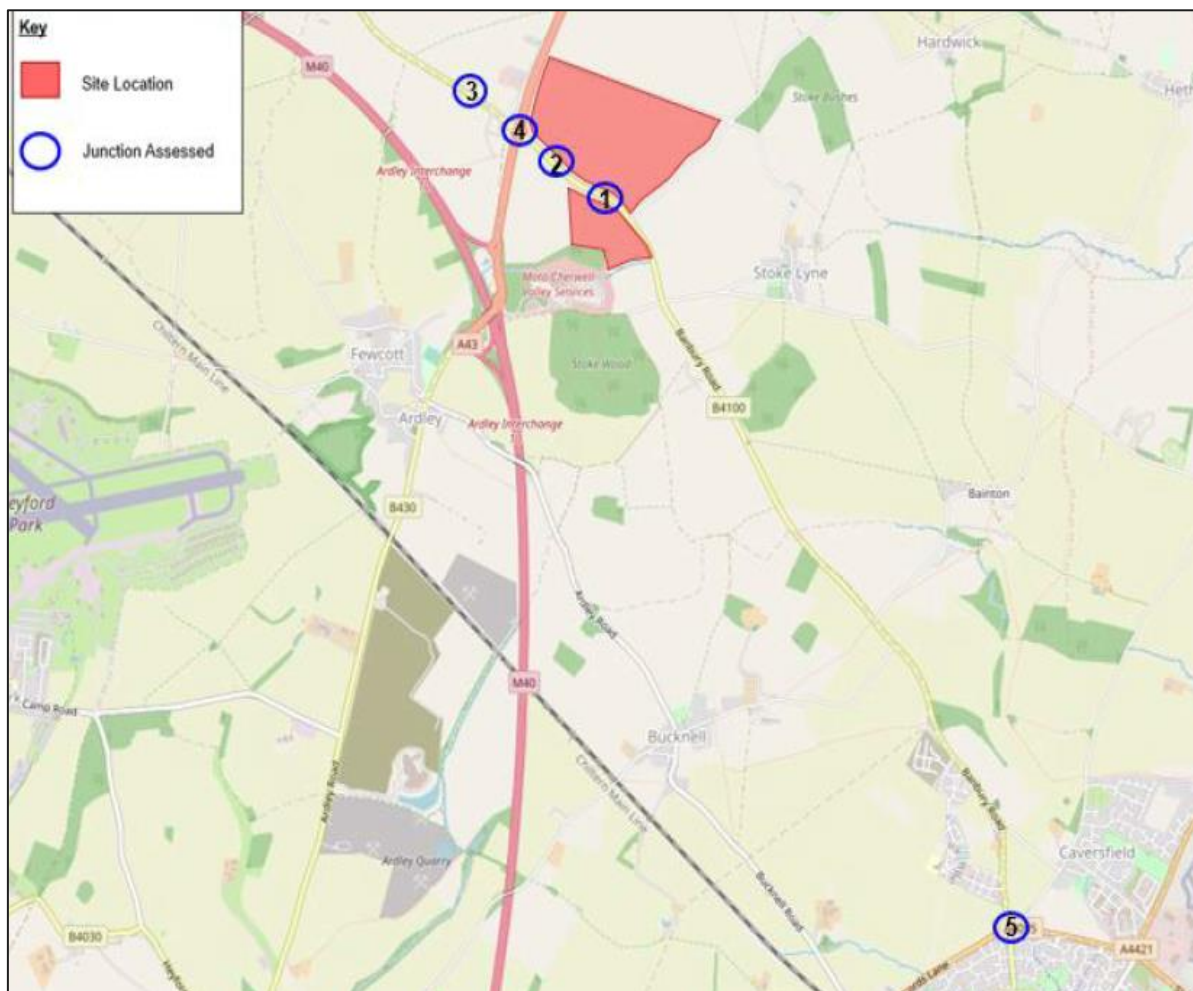 Key
Site Location
Junction Assessed
Hardwick
M40
Stoke Bushes
3
4
Ardley Interchange
2
1
Stoke Lyne
Moto Cherwell
Valley Services
Chiltern Main Line
A43
Fewcott
Stoke Wood
Banbury Road
B4100
Ardley
Ardley Interchange
Bainton
eyford
Park
B430
Ardley Road
M40
Camp Road
Bucknell
Chiltern Main Line
Ardley Road
Banbury Road
Caversfield
Ardley Quarry
Bucknell Road
5
B4030
A4421
ords Lane
Heyfo